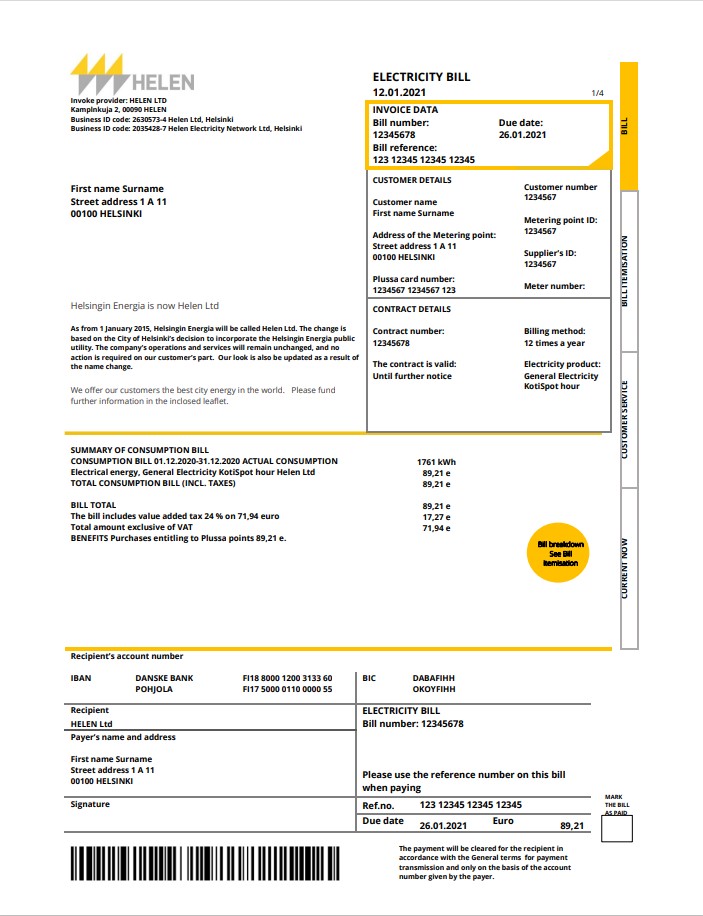 HELEN
Invoke provider: HELEN LTD
Kampinkuja 2, 00090 HELEN
Business ID code: 2630573-4 Helen Ltd, Helsinki
Business ID code: 2035428-7 Helen Electricity Network Ltd, Helsinki
ELECTRICITY BILL
12.01.2021 1/4
INVOICE DATA
Bill number: Due date:
12345678 26.01.2021
Bill reference:
123 12345 12345 12345
First name Surname
Street address 1 A 11
00100 HELSINKI
CUSTOMER DETAILS
Customer name
First name Surname
Address of the Metering point:
Street address 1 A 11
00100 HELSINKI
Plussa card number:
1234567 1234567 123
Customer number
1234567
Metering point ID:
1234567
Supplier's ID:
1234567
Meter number:
Helsingin Energia is now Helen Ltd
As from 1 January 2015, Helsingin Energia will be called Helen Ltd. The change is
based on the City of Helsinki's decision to incorporate the Helsingin Energia public
utility. The company's operations and services will remain unchanged, and no
action is required on our customer's part. Our look is also be updated as a result of
the name change.
We offer our customers the best city energy in the world. Please fund
further information in the inclosed leaflet.
CONTRACT DETAILS
Contract number:
12345678
The contract is valid:
Until further notice
Billing method:
12 times a year
Electricity product:
General Electricity
KotiSpot hour
BILL
BILL ITEMISATION
CUSTOMER SERVICE
CURRENT NOW
SUMMARY OF CONSUMPTION BILL
CONSUMPTION BILL 01.12.2020-31.12.2020 ACTUAL CONSUMPTION 1761 kWh
Electrical energy, General Electricity KotiSpot hour Helen Ltd 89,21 e
TOTAL CONSUMPTION BILL (INCL. TAXES) 89,21 e
BILL TOTAL 89,21 e
The bill includes value added tax 24 % on 71,94 euro 17,27 e
Total amount exclusive of VAT 71,94 e
BENEFITS Purchases entitling to Plussa points 89,21 e.
Bill breakdown
See Bill
itemisation
Recipient's account number
IBAN DANSKE BANK FI18 8000 1200 3133 60 BIC DABAFIHH
POHJOLA FI17 5000 0110 0000 55 OKOYFIHH
Recipient
HELEN Ltd
ELECTRICITY BILL
Bill number: 12345678
Payer's name and address
First name Surname
Street address 1 A 11
00100 HELSINKI
Please use the reference number on this bill
when paying
Signature
Ref.no. 123 12345 12345 12345
Due date 26.01.2021 Euro 89,21
MARK
THE BILL
AS PAID
The payment will be cleared for the recipient in
accordance with the General terms for payment
transmission and only on the basis of the account
number given by the payer.